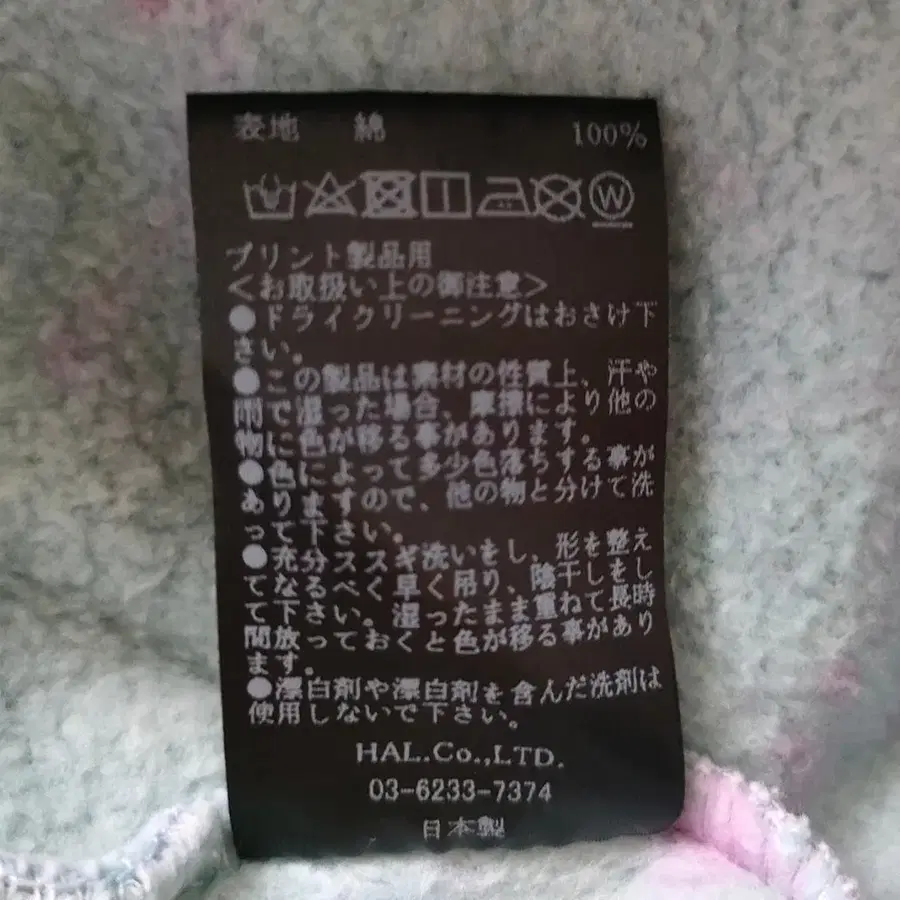 表地 綿 100%
プリント製品用
<お取扱い上の御注意>
●ドライクリーニングはおさけ下
さい。
●この製品は素材の性質上、汗や
雨で湿った場合、摩擦により他の
物に色が移る事があります。
●色によって多少色落ちする事が
ありますので、他の物と分けて洗
って下さい。
●充分ススギ洗いをし、形を整え
てなるべく早く吊り、陰干しをし
て下さい。湿ったまま重ねて長時
間放っておくと色が移る事があり
ます。
●漂白剤や漂白剤を含んだ洗剤は
使用しないで下さい。
HAL.Co.,LTD.
03-6233-7374
日本製